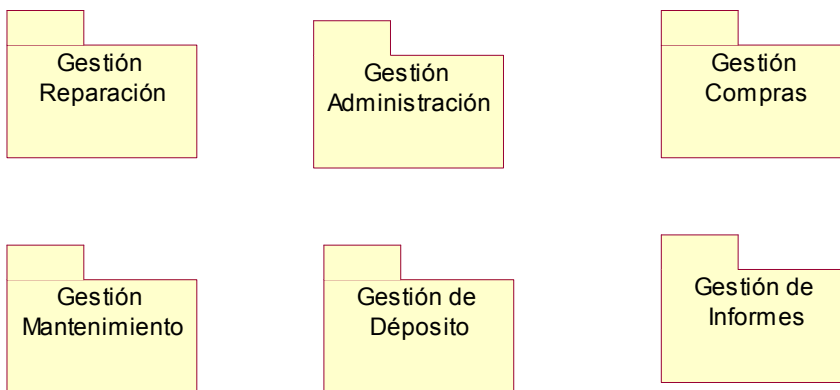 Gestión
Reparación
Gestión
Administración
Gestión
Compras
Gestión
Mantenimiento
Gestión de
Déposito
Gestión de
Informes